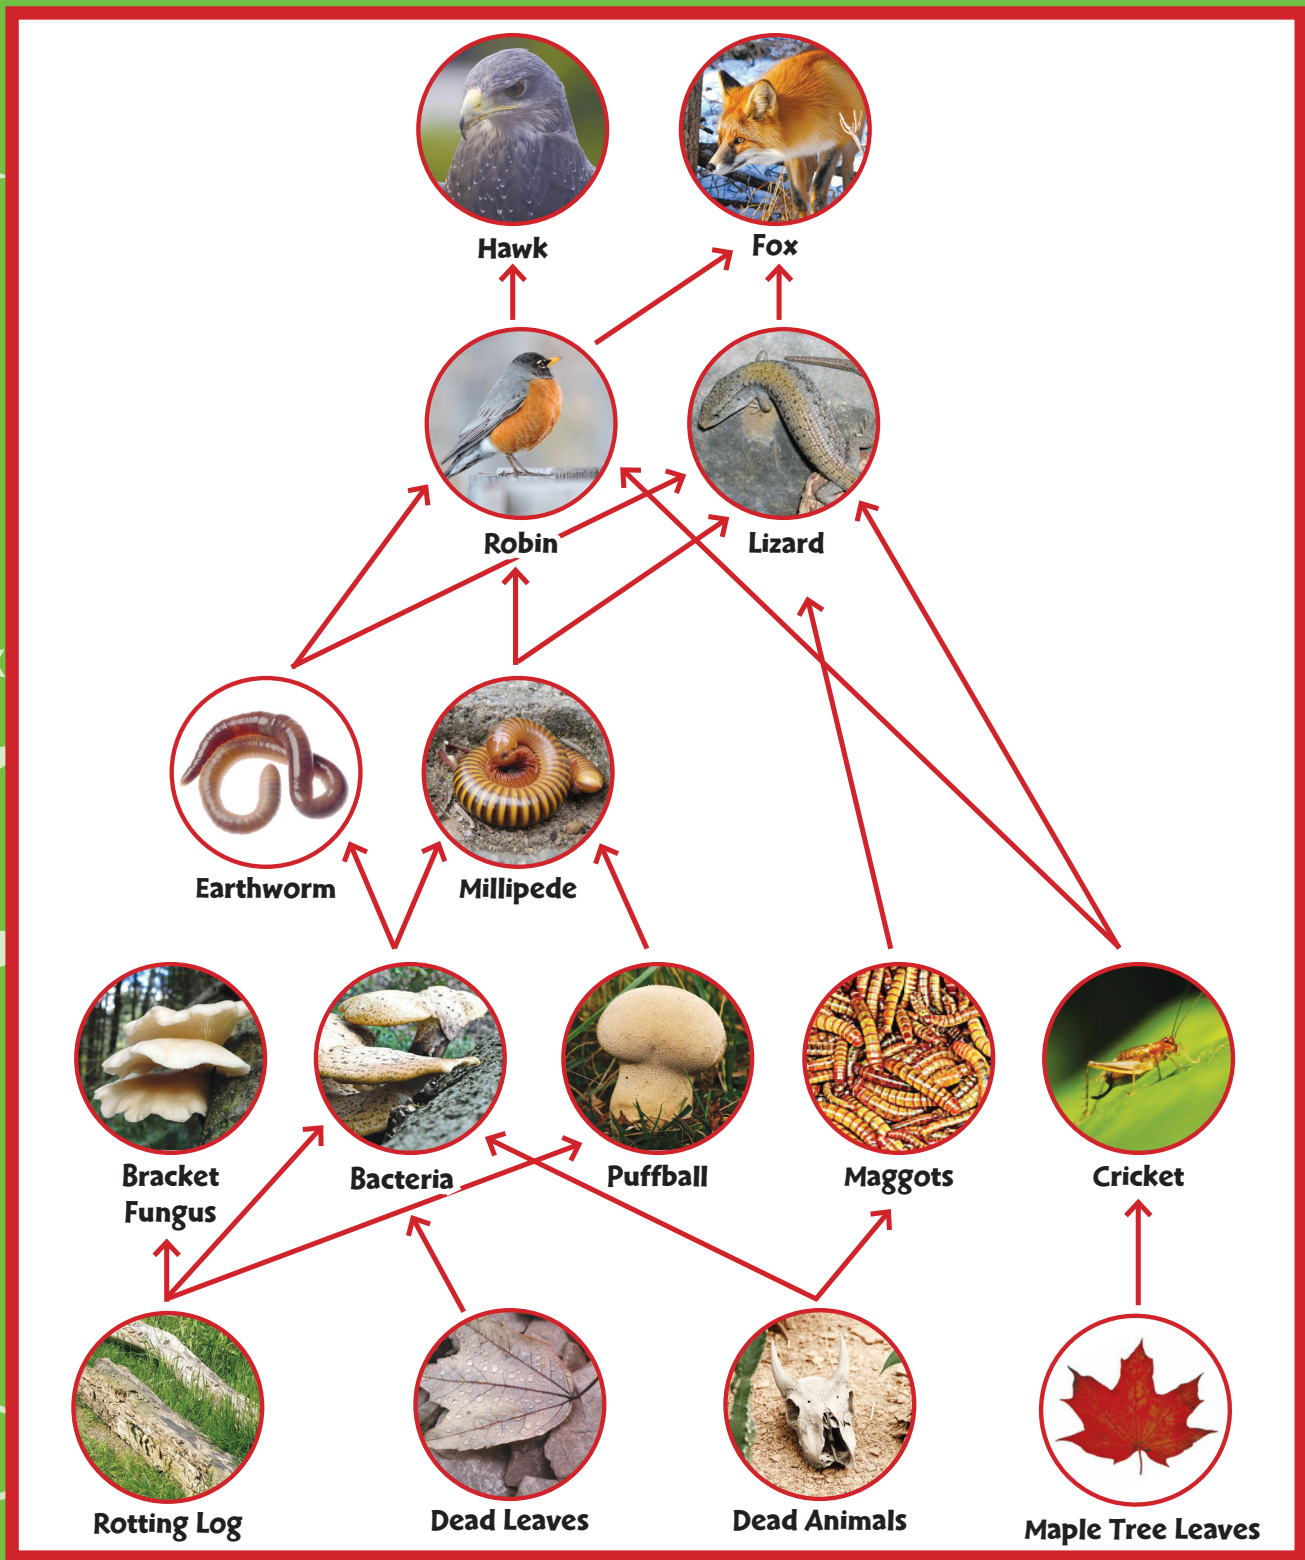 Hawk
Fox
Robin
Lizard
Earthworm
Millipede
Bracket
Fungus
Bacteria
Puffball
Maggots
Cricket
Rotting Log
Dead Leaves
Dead Animals
Maple Tree Leaves